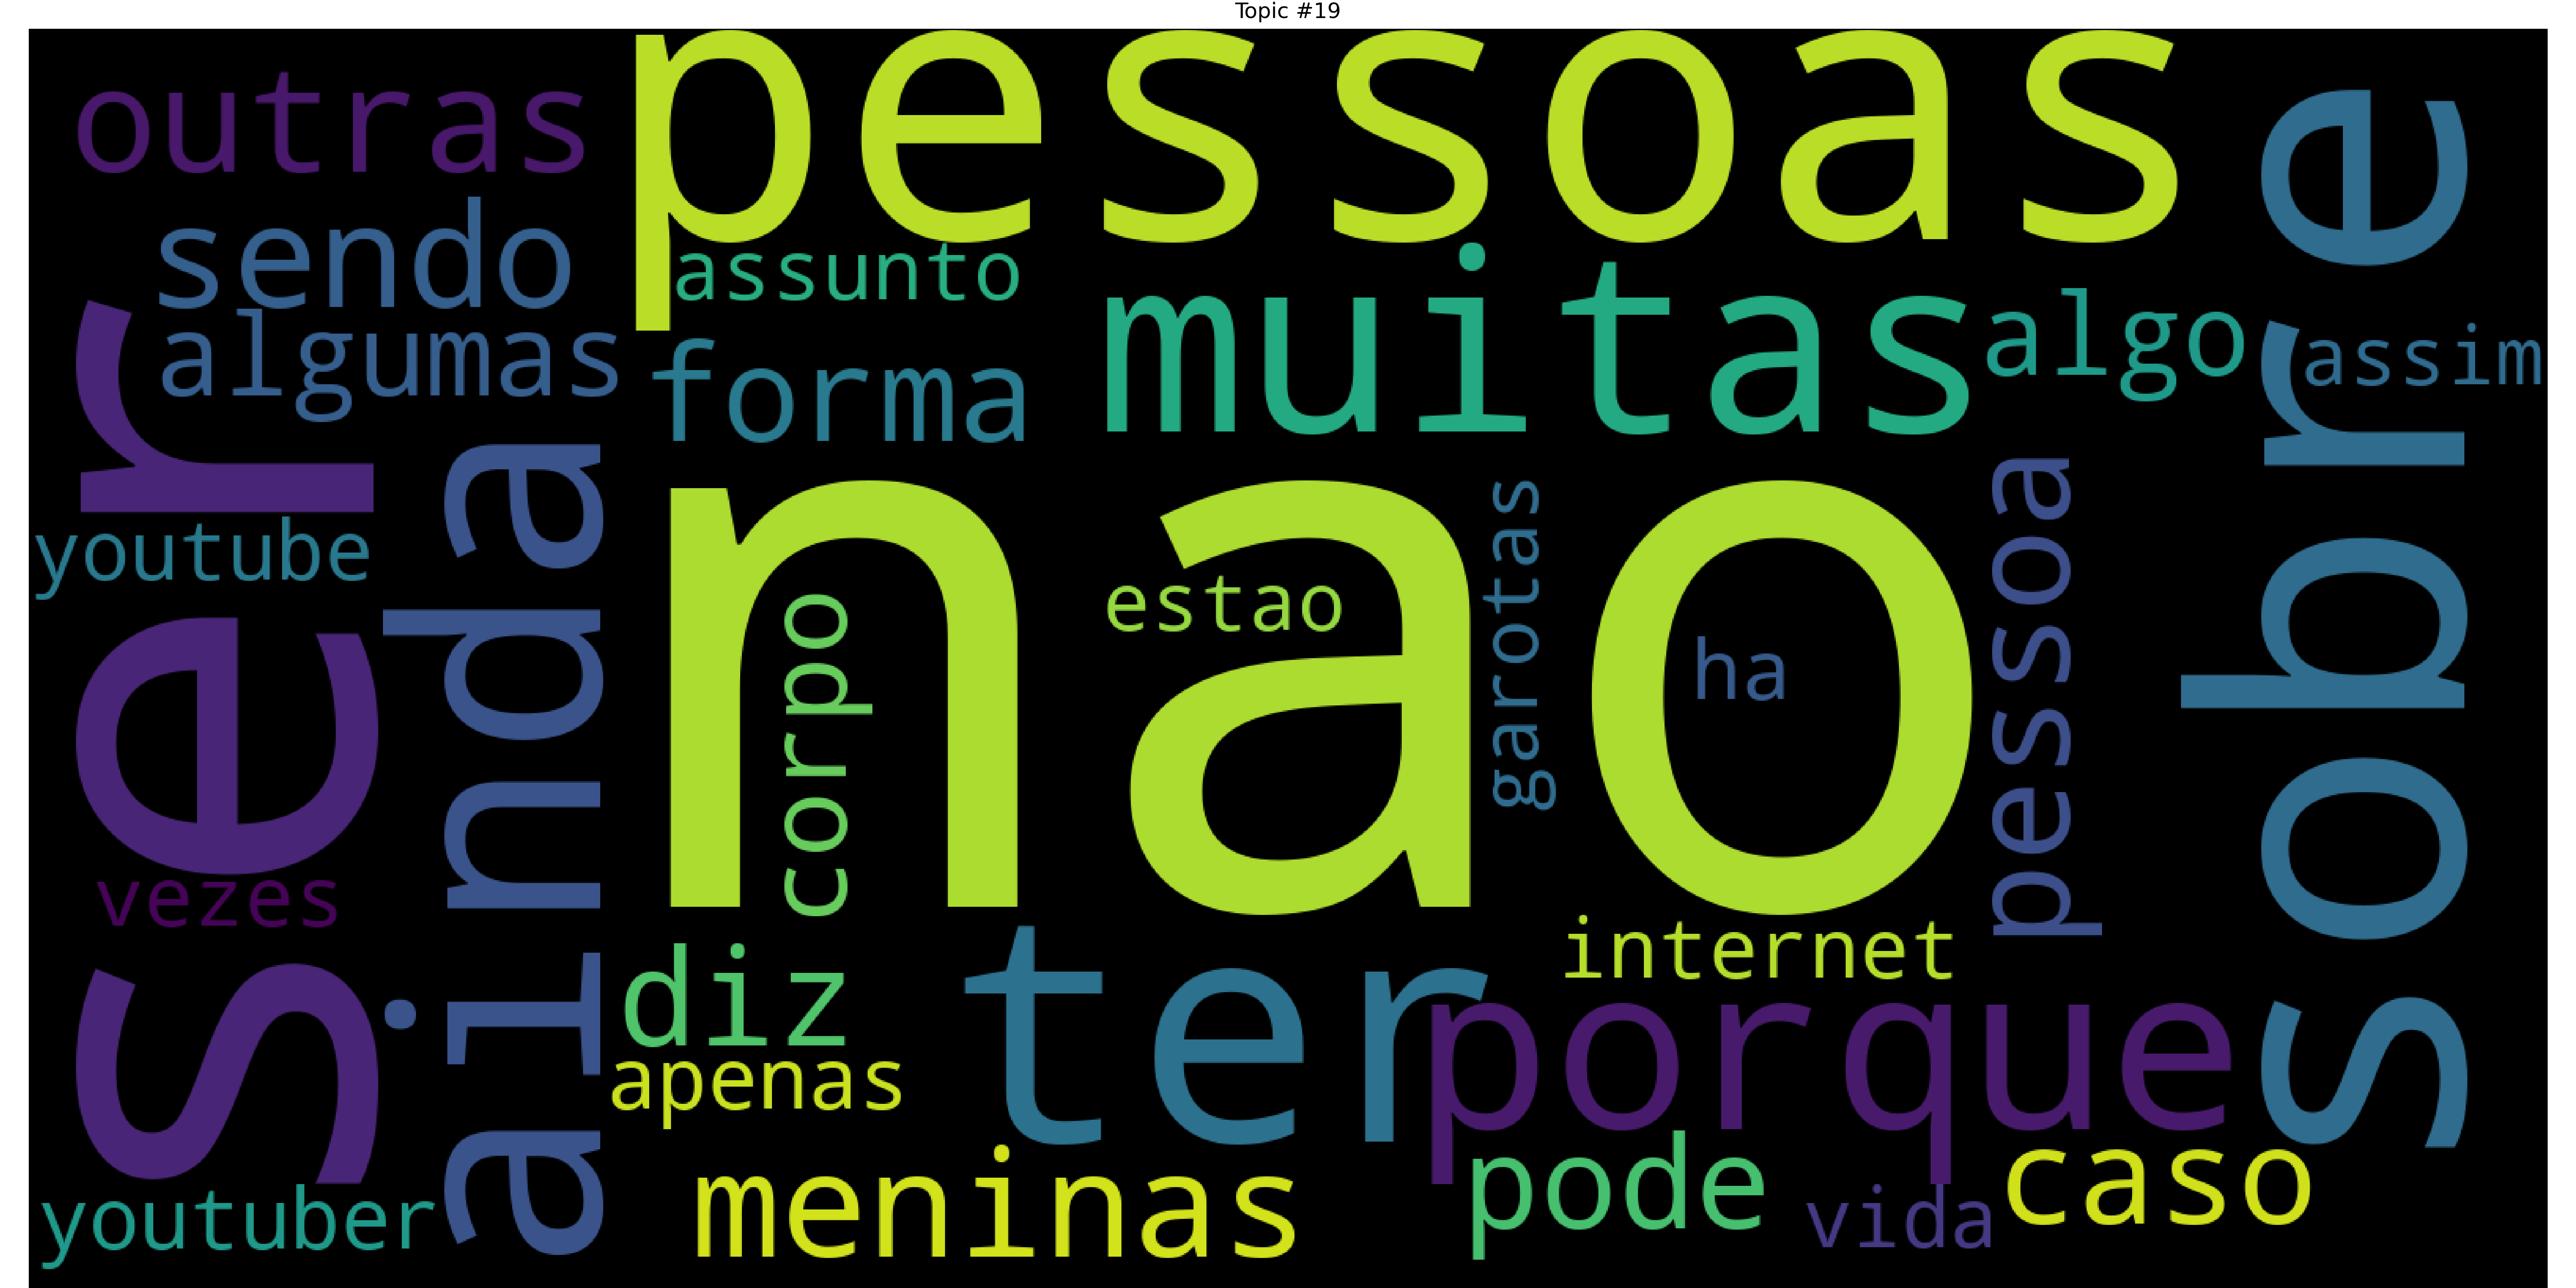 Topic #19
outras
pessoas
sobre
sendo
assunto
muitas
algo
assim
algumas
forma
ser
ainda
nao
youtube
corpo
estao
garotas
ha
pessoa
vezes
diz
ter
internet
porque
apenas
youtuber
meninas
pode
vida
caso